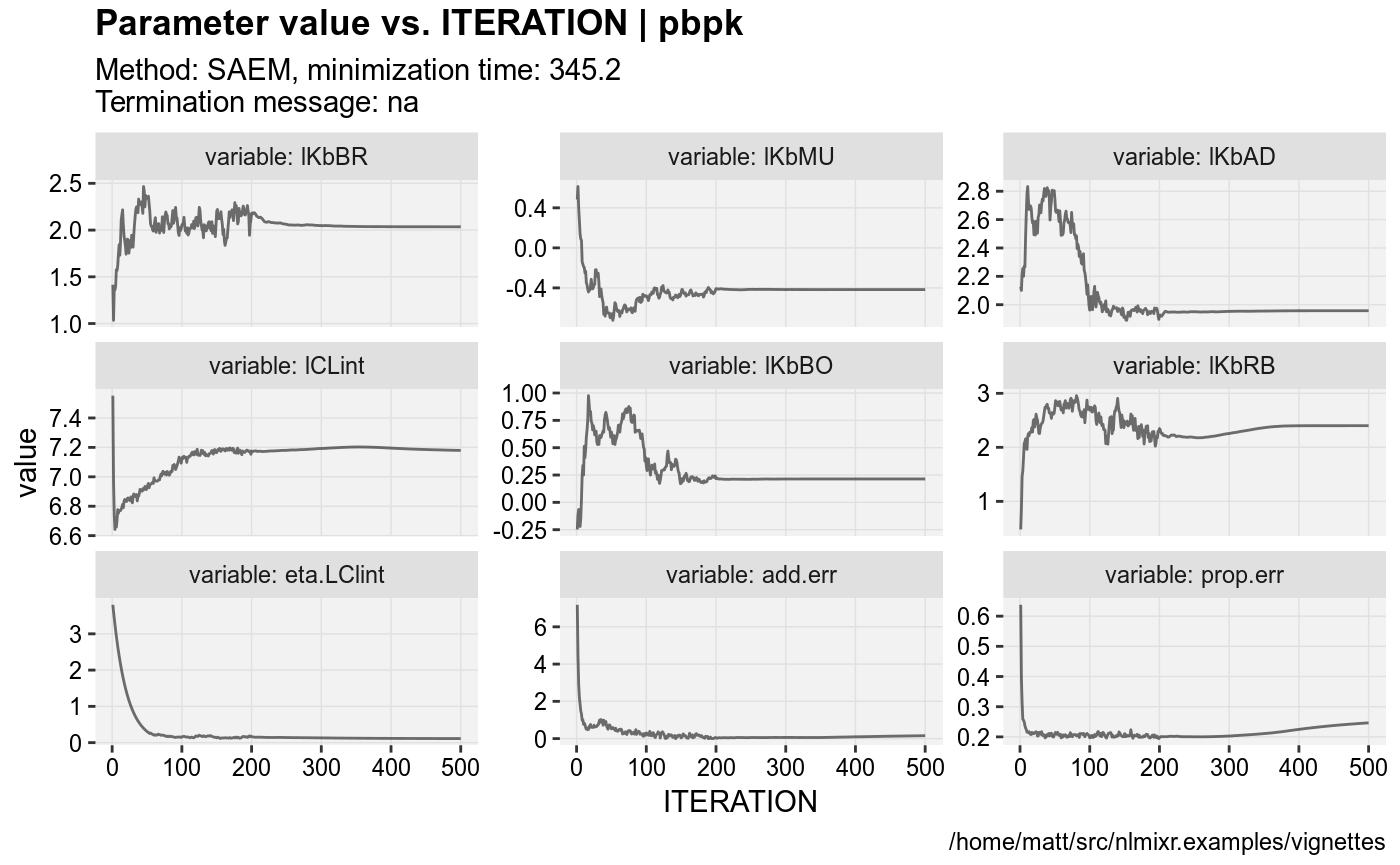 Parameter value vs. ITERATION | pbpk
Method: SAEM, minimization time: 345.2
Termination message: na
variable: lKbBR
variable: lKbMU
variable: lKbAD
2.5
2.0
1.5
1.0
0.4
0.0
-0.4
2.8
2.6
2.4
2.2
2.0
variable: lCLint
variable: lKbBO
variable: lKbRB
value
7.4
7.2
7.0
6.8
6.6
1.00
0.75
0.50
0.25
0.00
-0.25
3
2
1
variable: eta.LClint
variable: add.err
variable: prop.err
3
2
1
0
6
4
2
0
0.6
0.5
0.4
0.3
0.2
0 100 200 300 400 500
0 100 200 300 400 500
0 100 200 300 400 500
ITERATION
/home/matt/src/nlmixr.examples/vignettes